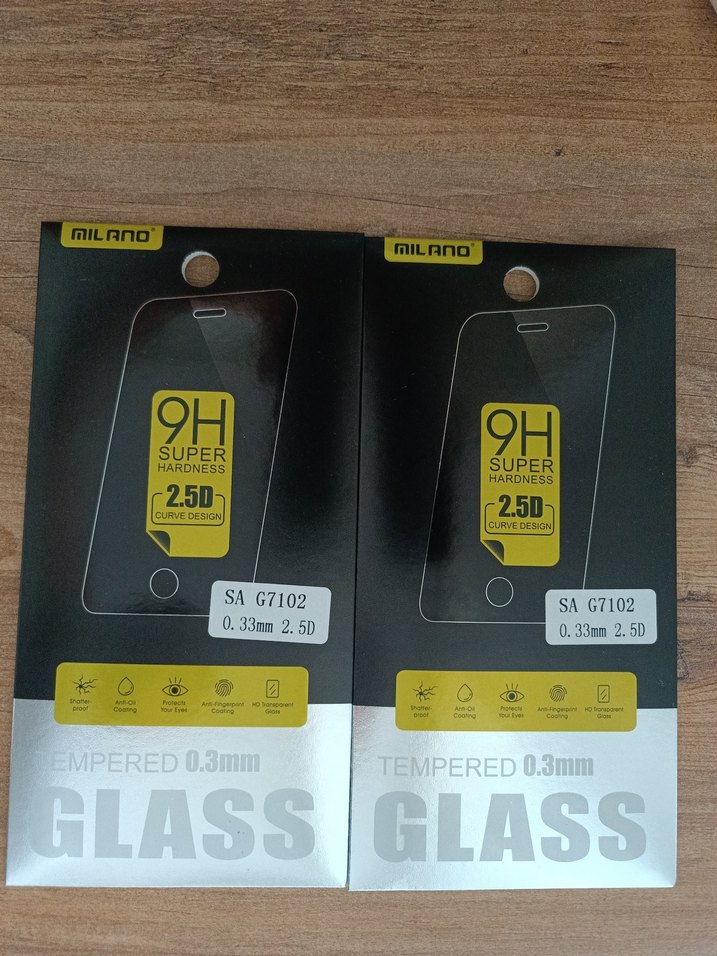 MILANO®
9H
SUPER
HARDNESS
2.5D
CURVE DESIGN
SA G7102
0.33mm 2.5D
Shatter-
proof
Anti-Oil
Coating
Protects
Your Eyes
Anti-Fingerprint
Coating
HD Transparent
Glass
TEMPERED 0.3mm
GLASS
MILANO®
9H
SUPER
HARDNESS
2.5D
CURVE DESIGN
SA G7102
0.33mm 2.5D
Shatter-
proof
Anti-Oil
Coating
Protects
Your Eyes
Anti-Fingerprint
Coating
HD Transparent
Glass
TEMPERED 0.3mm
GLASS